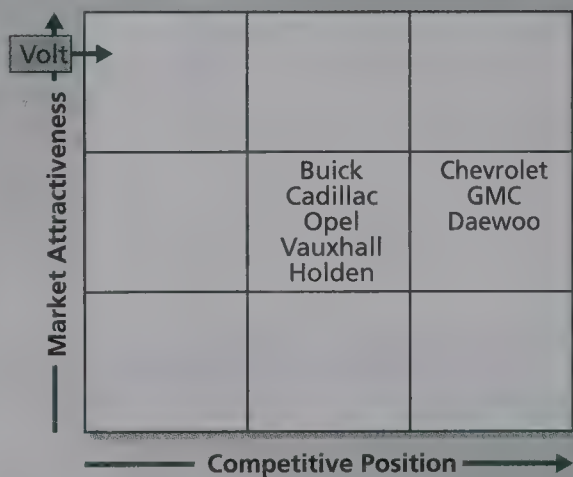 Volt
Market Attractiveness
Buick
Cadillac
Opel
Vauxhall
Holden
Chevrolet
GMC
Daewoo
Competitive Position